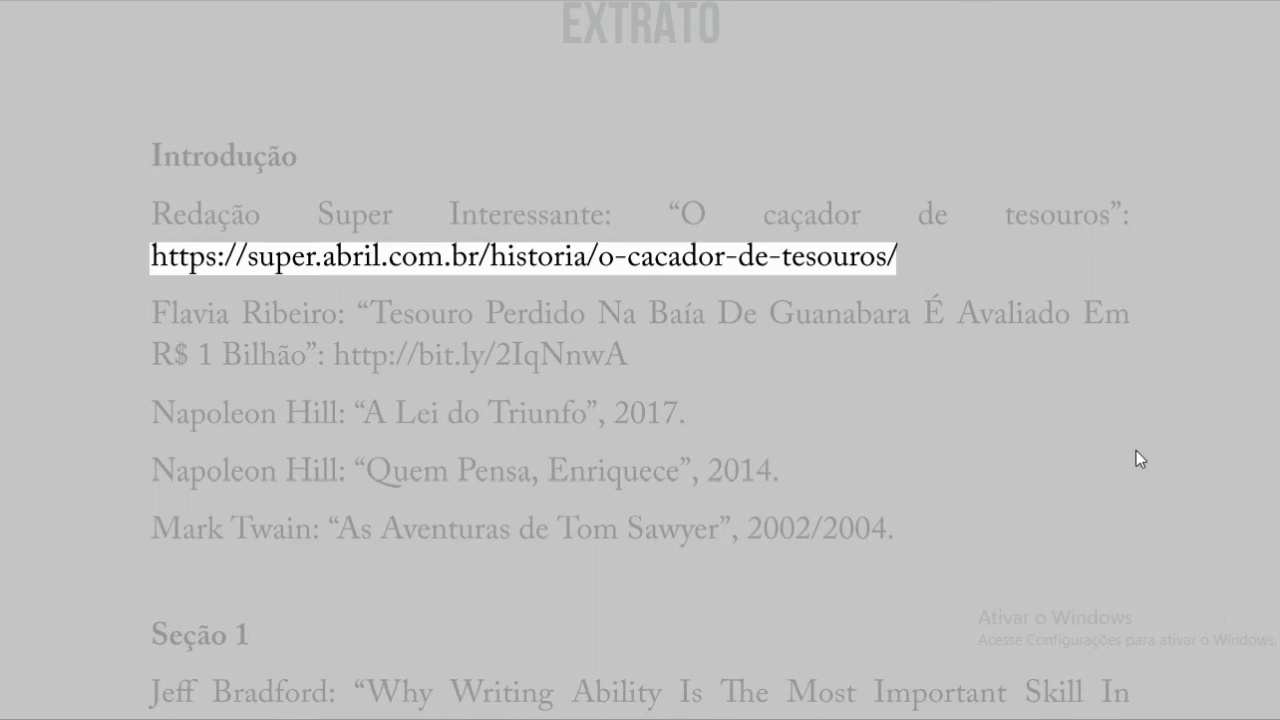 EXTRATO
Introdução
Redação Super Interessante: “O caçador de tesouros”:
https://super.abril.com.br/historia/o-cacador-de-tesouros/
Flavia Ribeiro: “Tesouro Perdido Na Baía De Guanabara É Avaliado Em
R$ 1 Bilhão”: http://bit.ly/2IqNnwA
Napoleon Hill: “A Lei do Triunfo”, 2017.
Napoleon Hill: “Quem Pensa, Enriquece”, 2014.
Mark Twain: “As Aventuras de Tom Sawyer”, 2002/2004.
Ativar o Windows
Acesse Configurações para ativar o Windows.
Seção 1
Jeff Bradford: “Why Writing Ability Is The Most Important Skill In